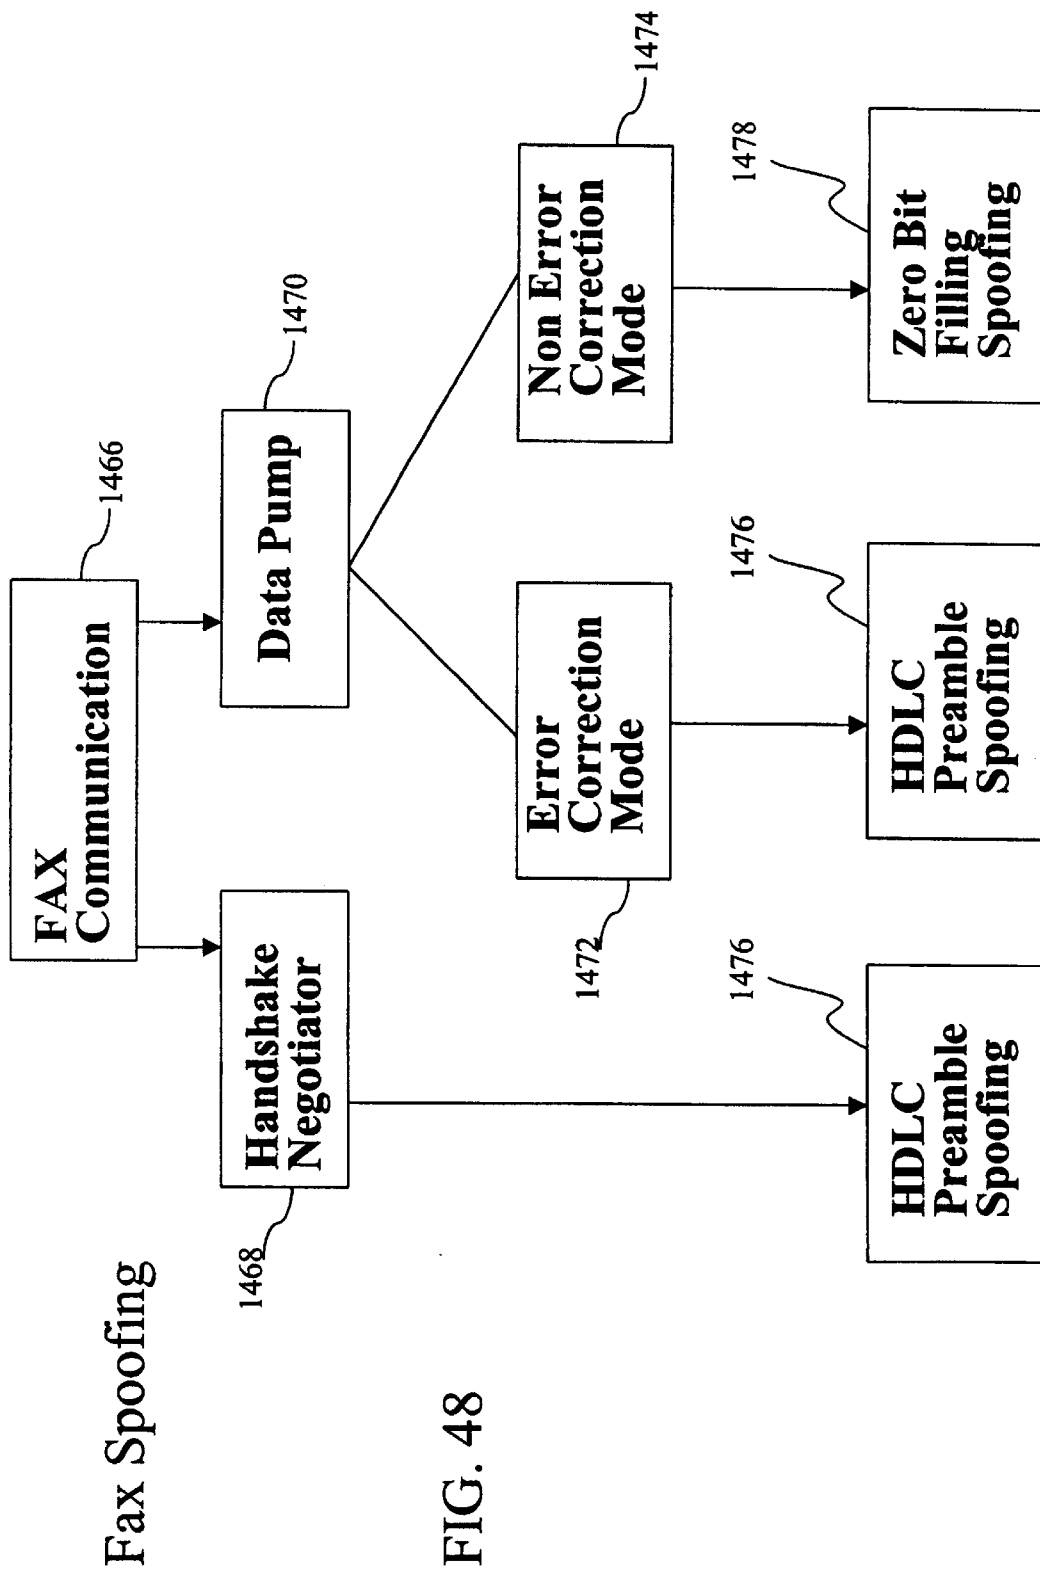 Fax Spoofing
FAX
Communication
1466
Handshake
Negotiator
1468
Data Pump
1470
Error
Correction
Mode
1472
Non Error
Correction
Mode
1474
HDLC
Preamble
Spoofing
1476
HDLC
Preamble
Spoofing
1476
Zero Bit
Filling
Spoofing
1478
FIG. 48